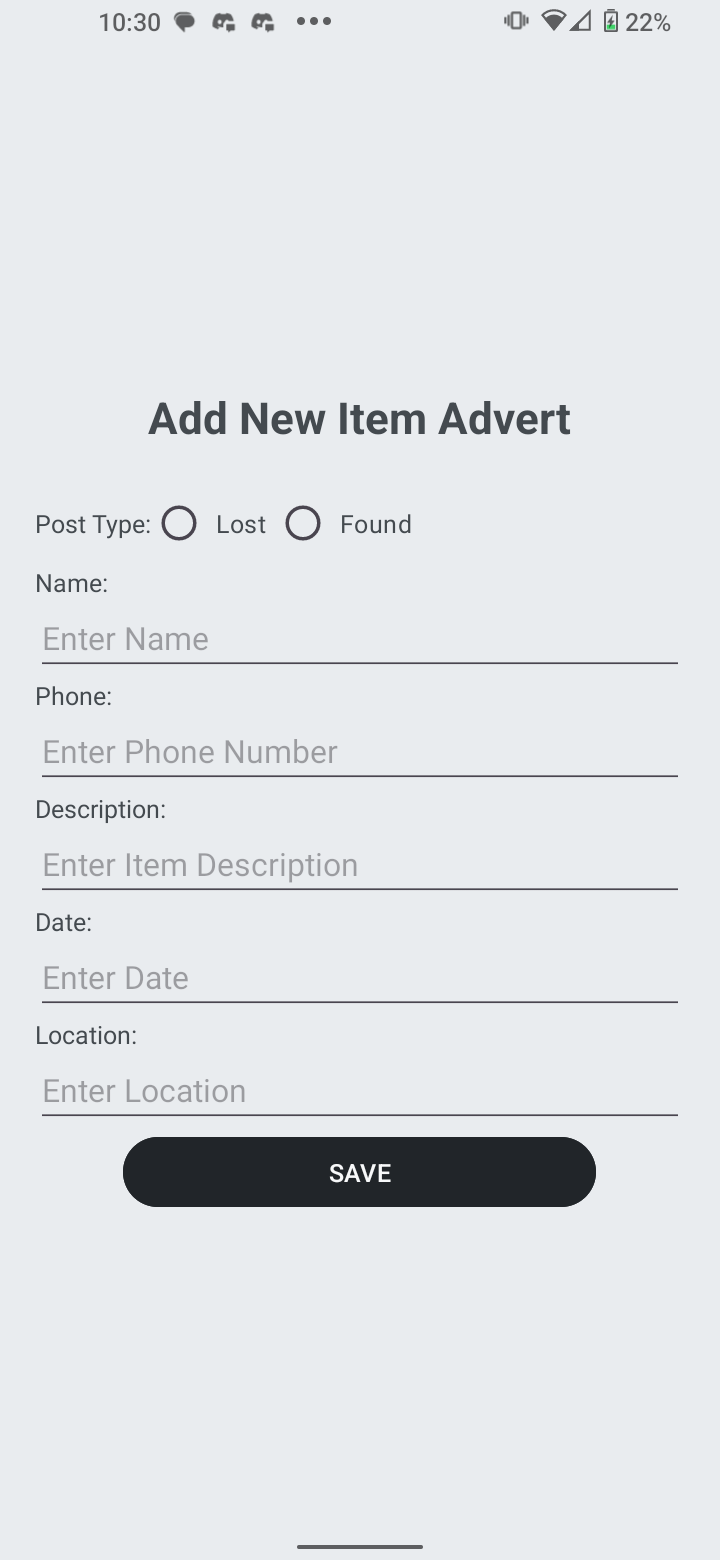 10:30 22%
Add New Item Advert
Post Type: Lost Found
Name:
Enter Name
Phone:
Enter Phone Number
Description:
Enter Item Description
Date:
Enter Date
Location:
Enter Location
SAVE